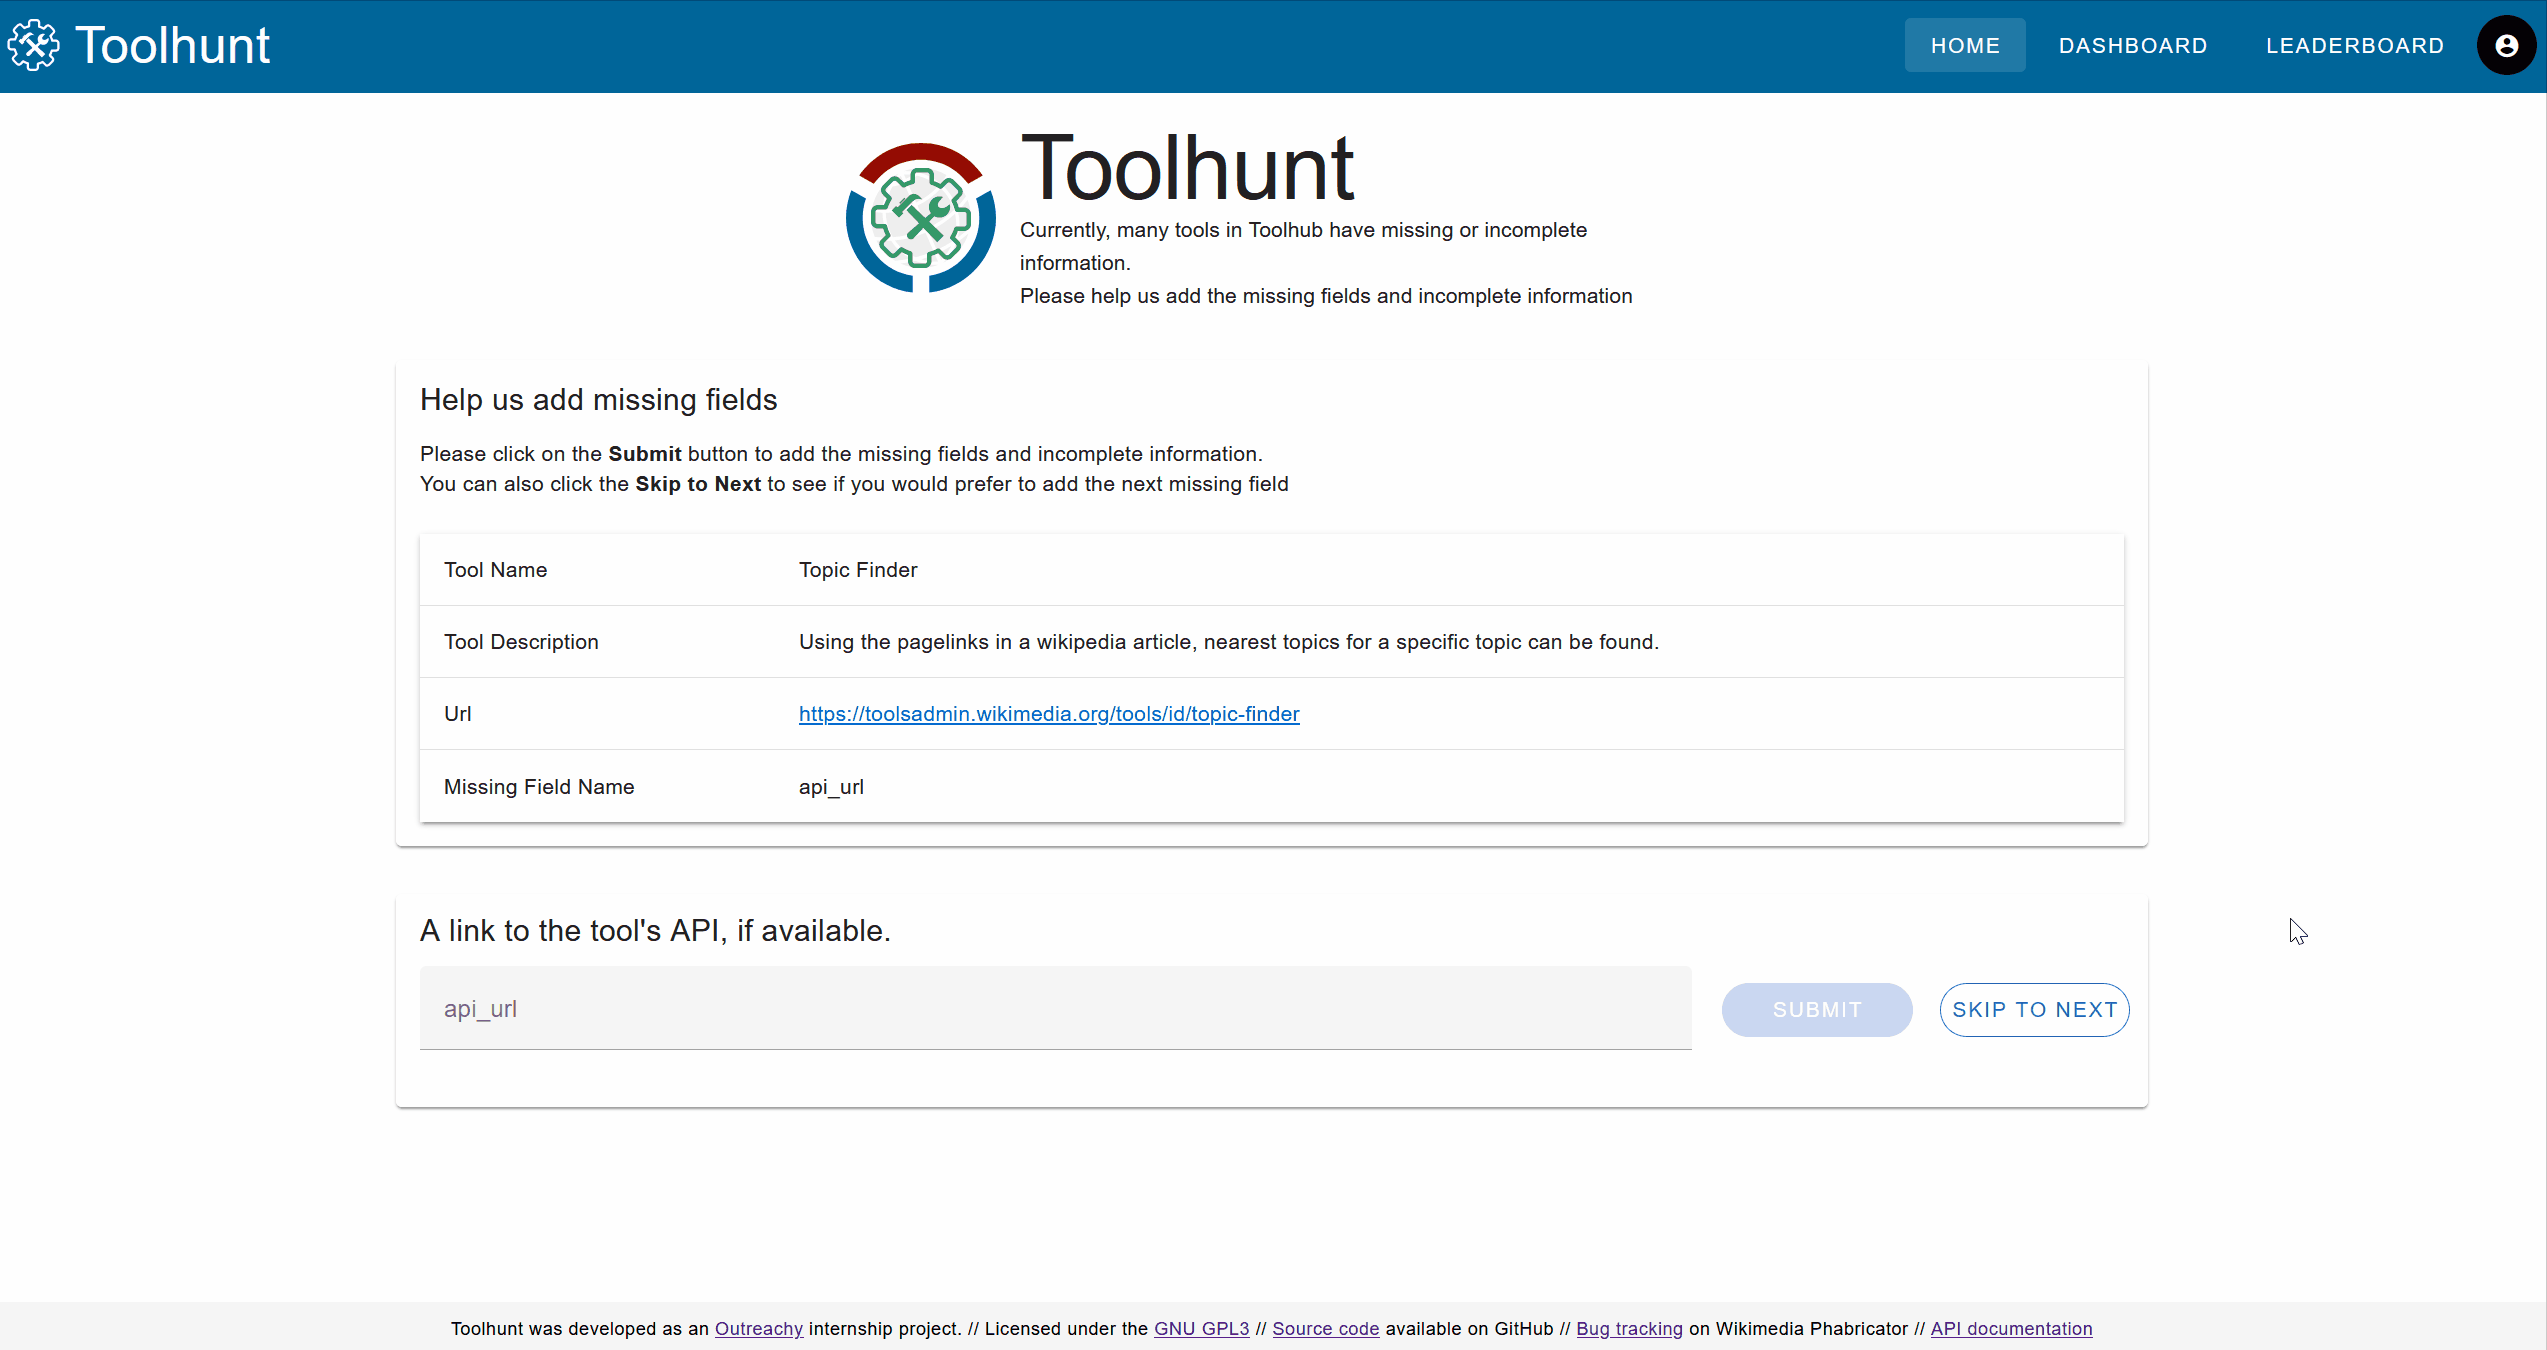 Toolhunt
HOME
DASHBOARD
LEADERBOARD
Toolhunt
Currently, many tools in Toolhub have missing or incomplete
information.
Please help us add the missing fields and incomplete information
Help us add missing fields
Please click on the Submit button to add the missing fields and incomplete information.
You can also click the Skip to Next to see if you would prefer to add the next missing field
Tool Name Topic Finder
Tool Description Using the pagelinks in a wikipedia article, nearest topics for a specific topic can be found.
Url https://toolsadmin.wikimedia.org/tools/id/topic-finder
Missing Field Name api_url
A link to the tool's API, if available.
api_url
SUBMIT
SKIP TO NEXT
Toolhunt was developed as an Outreachy internship project. // Licensed under the GNU GPL3 // Source code available on GitHub // Bug tracking on Wikimedia Phabricator // API documentation